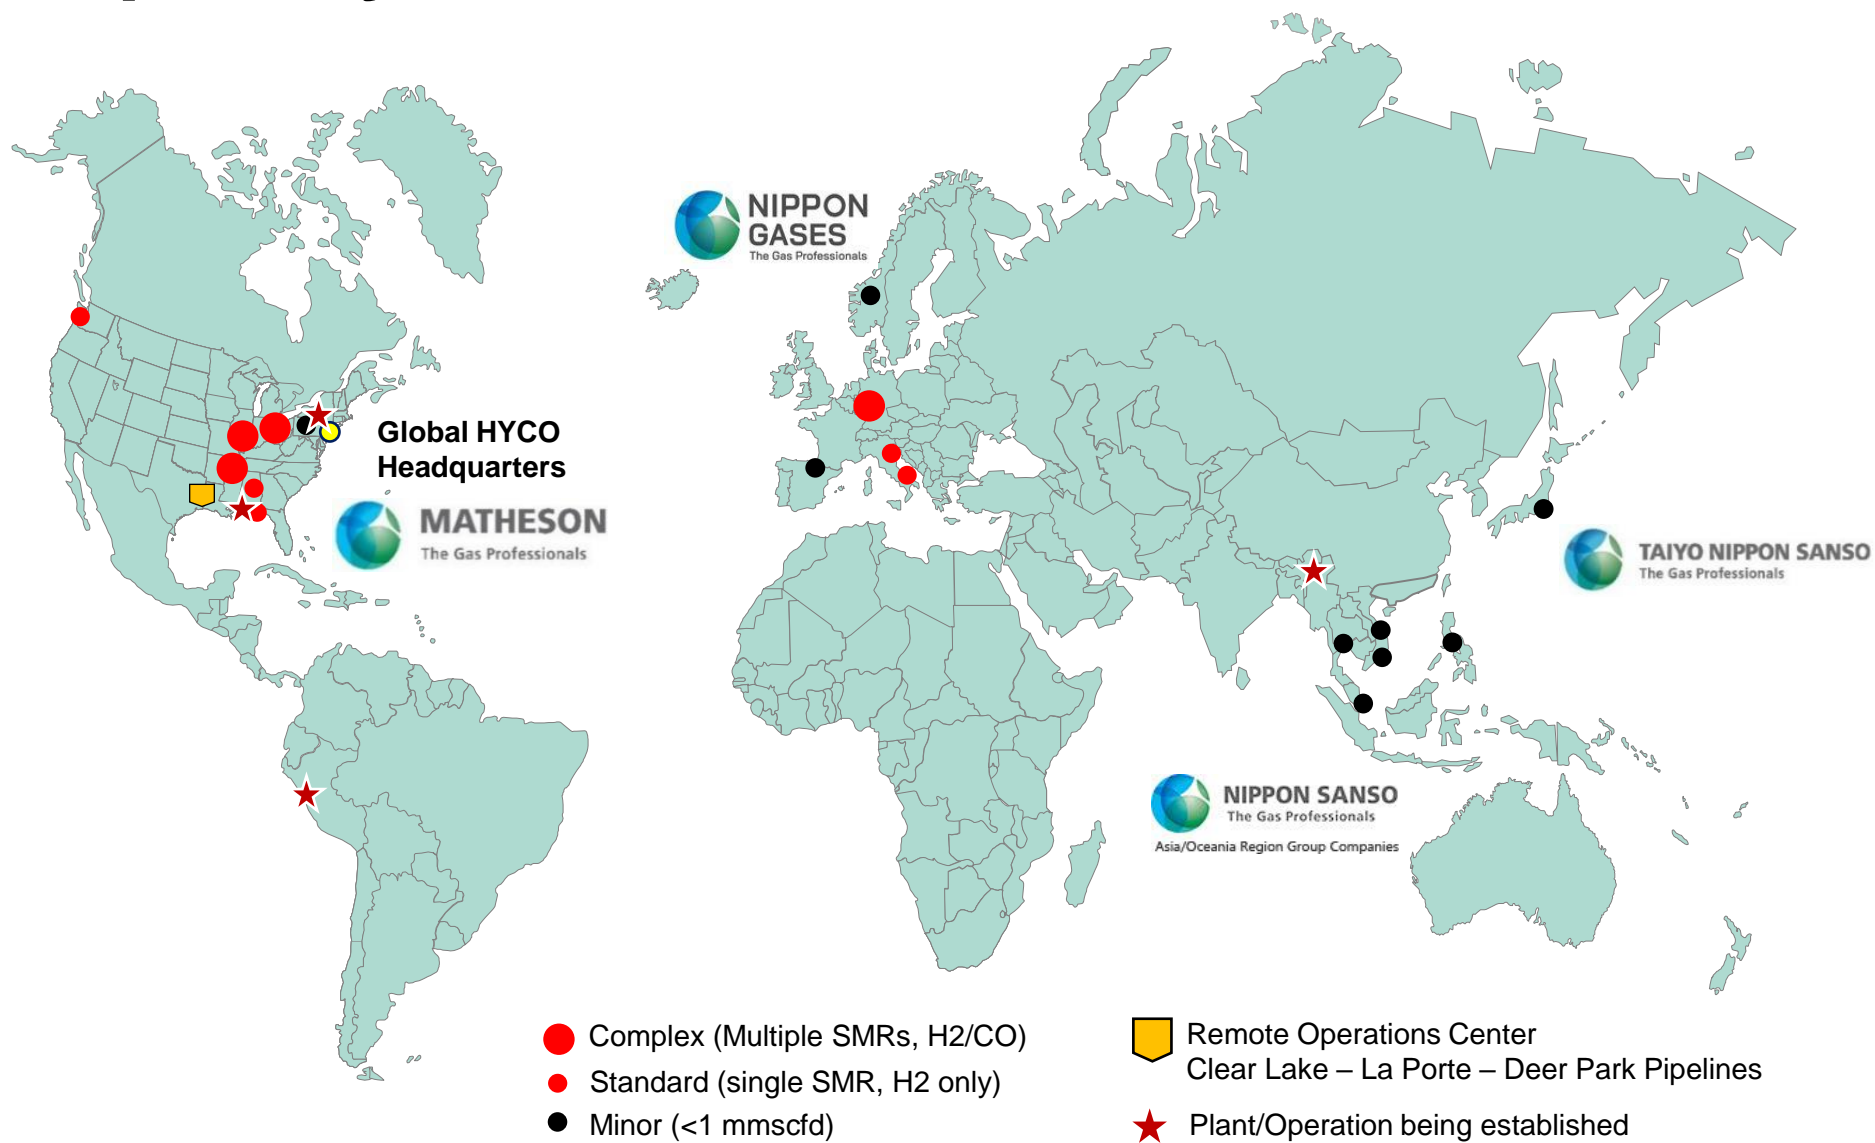 NIPPON
GASES
The Gas Professionals
Global HYCO
Headquarters
MATHESON
The Gas Professionals
TAIYO NIPPON SANSO
The Gas Professionals
NIPPON SANSO
The Gas Professionals
Asia/Oceania Region Group Companies
Complex (Multiple SMRs, H2/CO)
Standard (single SMR, H2 only)
Minor (<1 mmscfd)
Remote Operations Center
Clear Lake – La Porte – Deer Park Pipelines
Plant/Operation being established